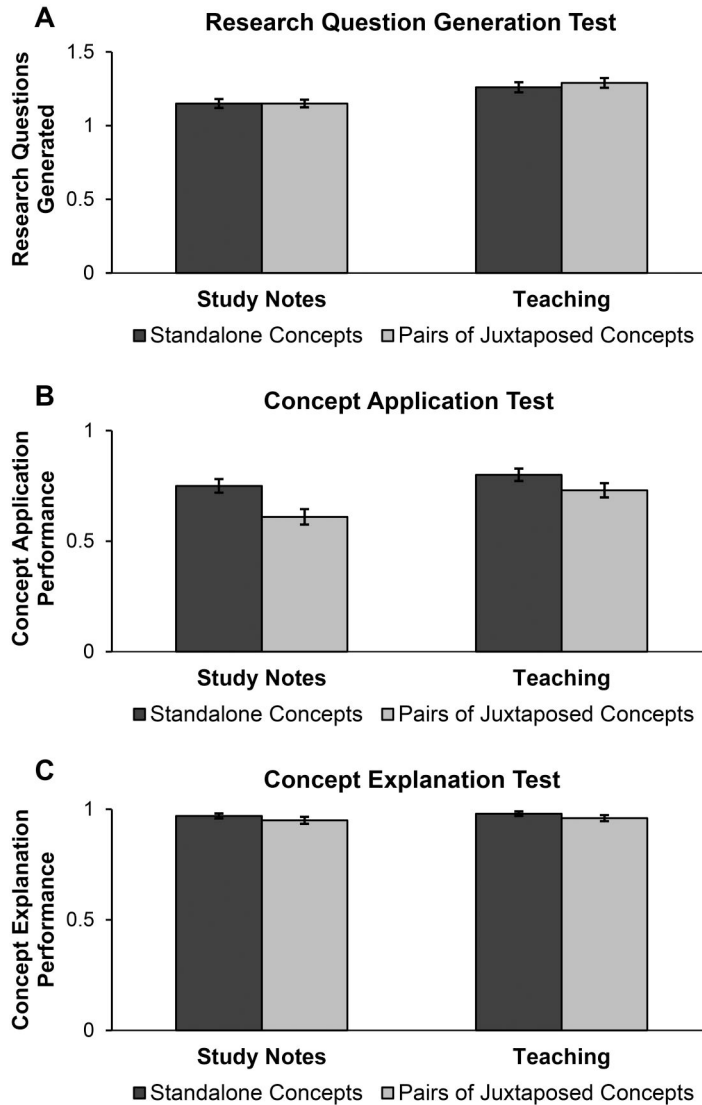 A
Research Question Generation Test
Research Questions
Generated
1.5
1
0.5
0
Study Notes
Teaching
Standalone Concepts
Pairs of Juxtaposed Concepts
B
Concept Application Test
Concept Application
Performance
1
0.5
0
Study Notes
Teaching
Standalone Concepts
Pairs of Juxtaposed Concepts
C
Concept Explanation Test
Concept Explanation
Performance
1
0.5
0
Study Notes
Teaching
Standalone Concepts
Pairs of Juxtaposed Concepts